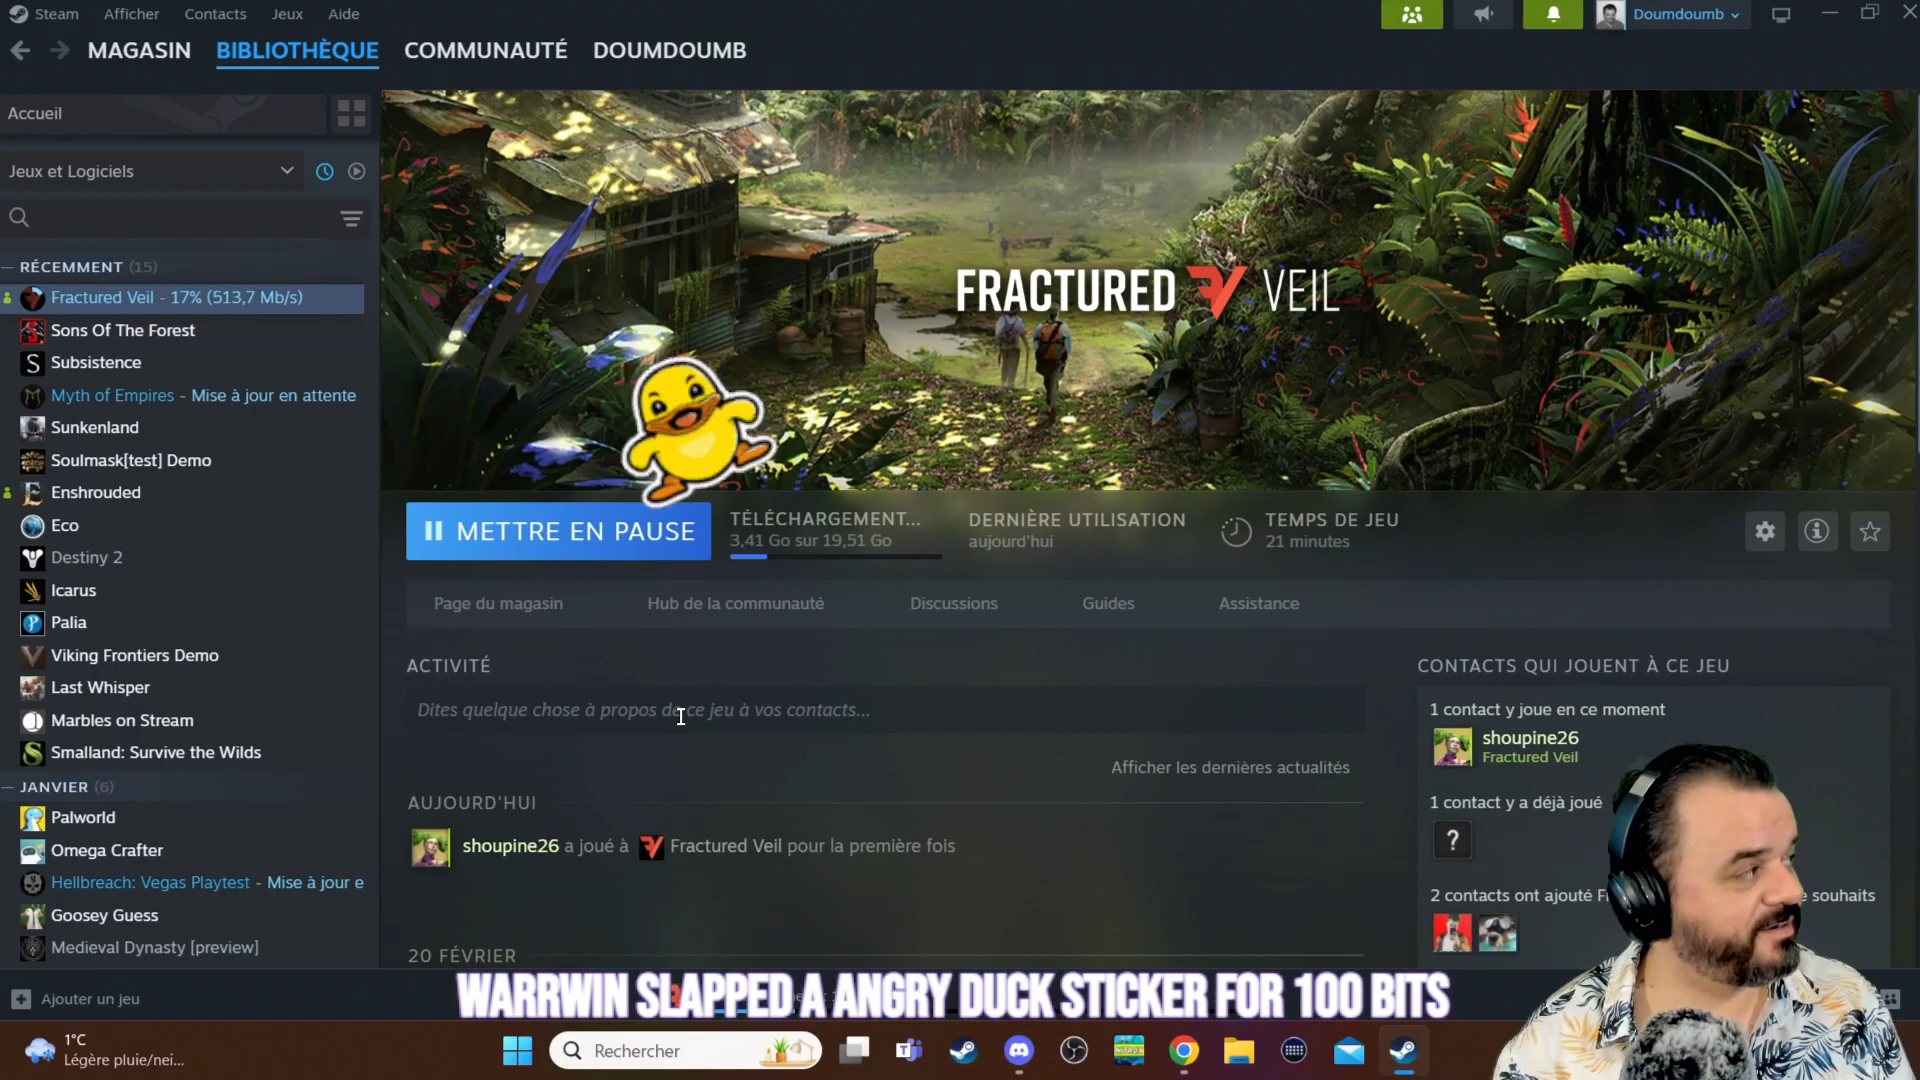 Steam Afficher Contacts Jeux Aide
Doumdoumb
MAGASIN BIBLIOTHÈQUE COMMUNAUTÉ DOUMDOUMB
Accueil
Jeux et Logiciels
RÉCEMMENT (15)
Fractured Veil - 17% (513,7 Mb/s)
Sons Of The Forest
Subsistence
Myth of Empires - Mise à jour en attente
Sunkenland
Soulmask[test] Demo
Enshrouded
Eco
Destiny 2
Icarus
Palia
Viking Frontiers Demo
Last Whisper
Marbles on Stream
Smalland: Survive the Wilds
JANVIER (6)
Palworld
Omega Crafter
Hellbreach: Vegas Playtest - Mise à jour e
Goosey Guess
Medieval Dynasty [preview]
Ajouter un jeu
FRACTURED VEIL
METTRE EN PAUSE
TÉLÉCHARGEMENT...
3,41 Go sur 19,51 Go
DERNIÈRE UTILISATION
aujourd'hui
TEMPS DE JEU
21 minutes
Page du magasin Hub de la communauté Discussions Guides Assistance
ACTIVITÉ
Dites quelque chose à propos de ce jeu à vos contacts...
Afficher les dernières actualités
AUJOURD'HUI
shoupine26 a joué à Fractured Veil pour la première fois
20 FÉVRIER
CONTACTS QUI JOUENT À CE JEU
1 contact y joue en ce moment
shoupine26
Fractured Veil
1 contact y a déjà joué
?
2 contacts ont ajouté souhaits
WARRWIN SLAPPED A ANGRY DUCK STICKER FOR 100 BITS
1°C
Légère pluie/nei...
Rechercher